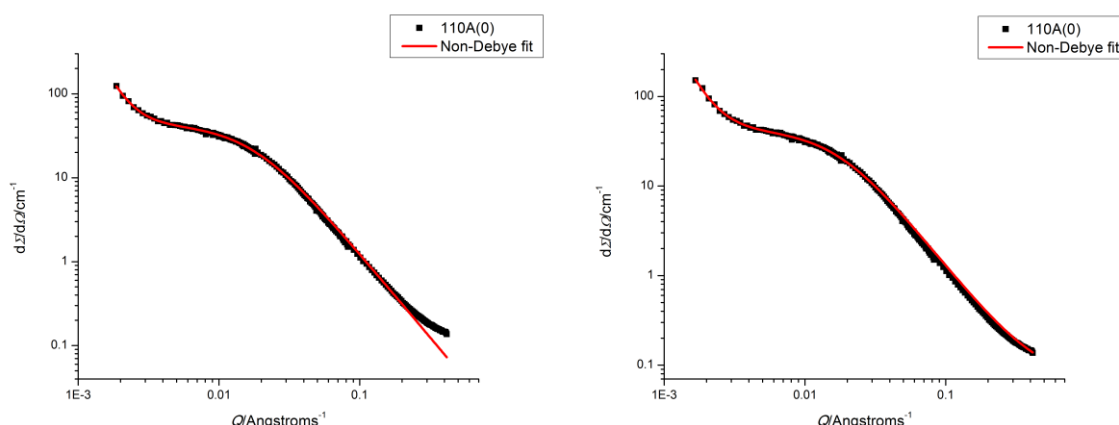 110A(0)
Non-Debye fit
100
10
1
0.1
1E-3
0.01
0.1
dΣ/dΩ/cm⁻¹
Q/Angstroms⁻¹
110A(0)
Non-Debye fit
100
10
1
0.1
1E-3
0.01
0.1
dΣ/dΩ/cm⁻¹
Q/Angstroms⁻¹